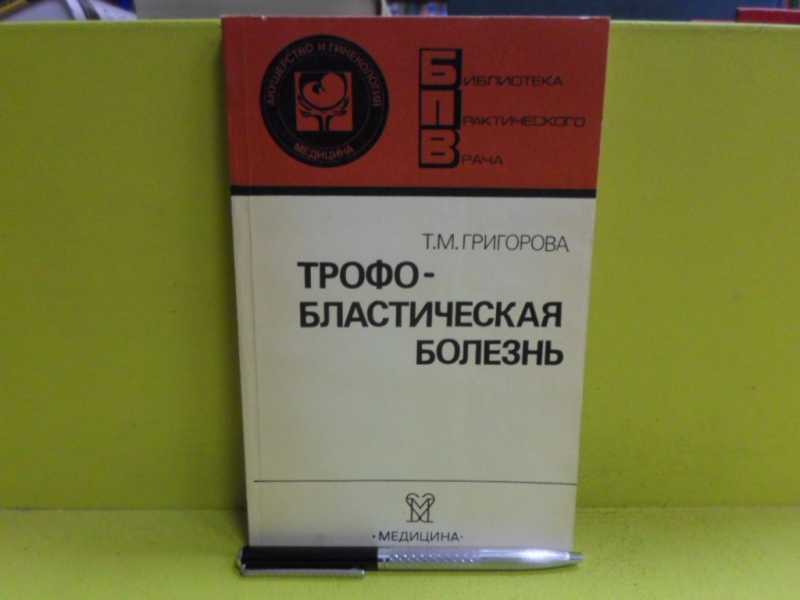 АКУШЕРСТВО И ГИНЕКОЛОГИЯ
МЕДИЦИНА
БИБЛИОТЕКА
ПРАКТИЧЕСКОГО
ВРАЧА
Т.М. ГРИГОРОВА
ТРОФО-
БЛАСТИЧЕСКАЯ
БОЛЕЗНЬ
·МЕДИЦИНА·